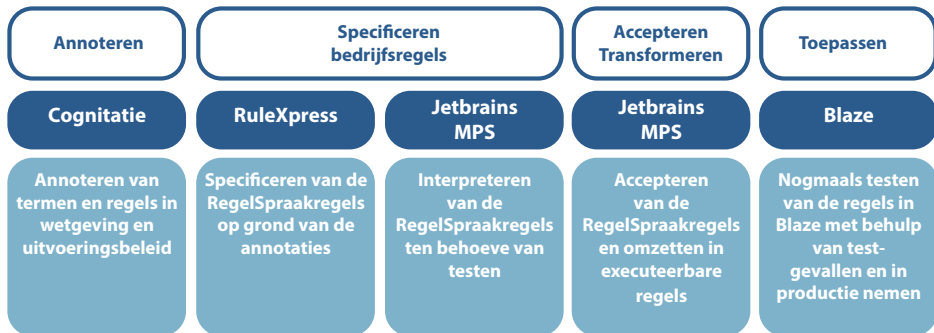 Annoteren
Specificeren
bedrijfsregels
Accepteren
Transformeren
Toepassen
Cognitatie
RuleXpress
Jetbrains
MPS
Jetbrains
MPS
Blaze
Annoteren van
termen en regels in
wetgeving en
uitvoeringsbeleid
Specificeren van de
RegelSpraakregels
op grond van de
annotaties
Interpreteren
van de
RegelSpraakregels
ten behoeve van
testen
Accepteren
van de
RegelSpraakregels
en omzetten in
executeerbare
regels
Nogmaals testen
van de regels in
Blaze met behulp
van test-
gevallen en in
productie nemen